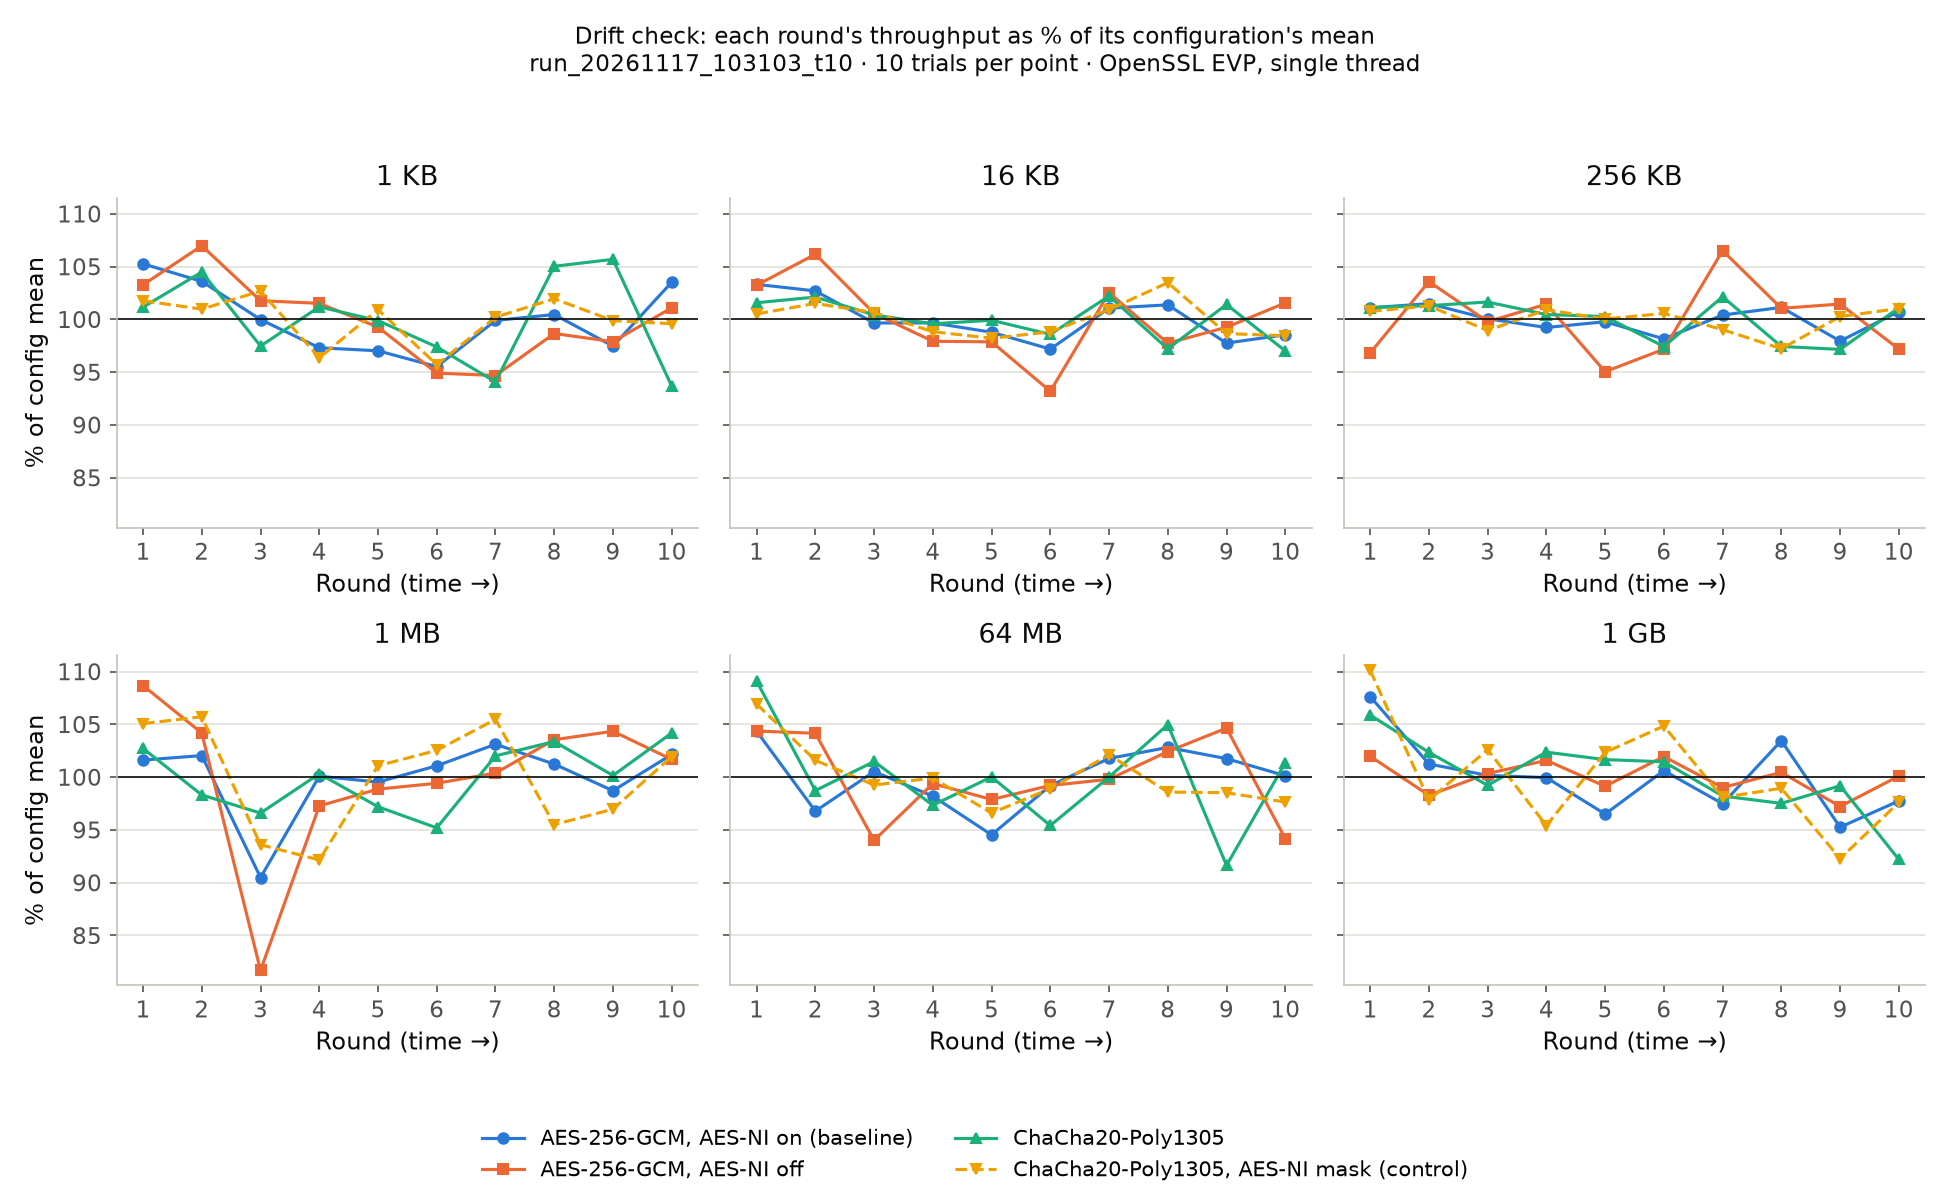 Drift check: each round's throughput as % of its configuration's mean
run_20261117_103103_t10 · 10 trials per point · OpenSSL EVP, single thread
1 KB
16 KB
256 KB
% of config mean
110
105
100
95
90
85
1 2 3 4 5 6 7 8 9 10
1 2 3 4 5 6 7 8 9 10
1 2 3 4 5 6 7 8 9 10
Round (time →)
Round (time →)
Round (time →)
1 MB
64 MB
1 GB
% of config mean
110
105
100
95
90
85
1 2 3 4 5 6 7 8 9 10
1 2 3 4 5 6 7 8 9 10
1 2 3 4 5 6 7 8 9 10
Round (time →)
Round (time →)
Round (time →)
AES-256-GCM, AES-NI on (baseline)
AES-256-GCM, AES-NI off
ChaCha20-Poly1305
ChaCha20-Poly1305, AES-NI mask (control)